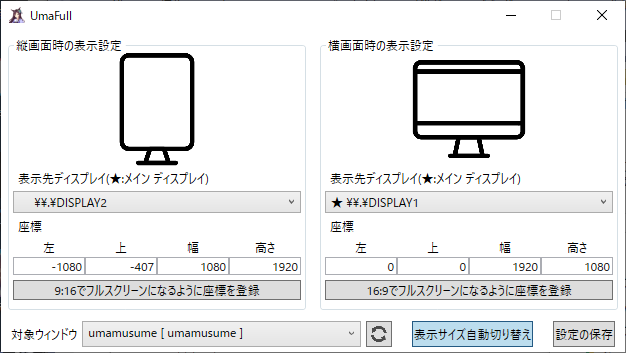 UmaFull
縦画面時の表示設定
表示先ディスプレイ(★:メイン ディスプレイ)
¥¥.¥DISPLAY2
座標
左 上 幅 高さ
-1080 -407 1080 1920
9:16でフルスクリーンになるように座標を登録
横画面時の表示設定
表示先ディスプレイ(★:メイン ディスプレイ)
★ ¥¥.¥DISPLAY1
座標
左 上 幅 高さ
0 0 1920 1080
16:9でフルスクリーンになるように座標を登録
対象ウィンドウ umamusume [ umamusume ] 表示サイズ自動切り替え 設定の保存